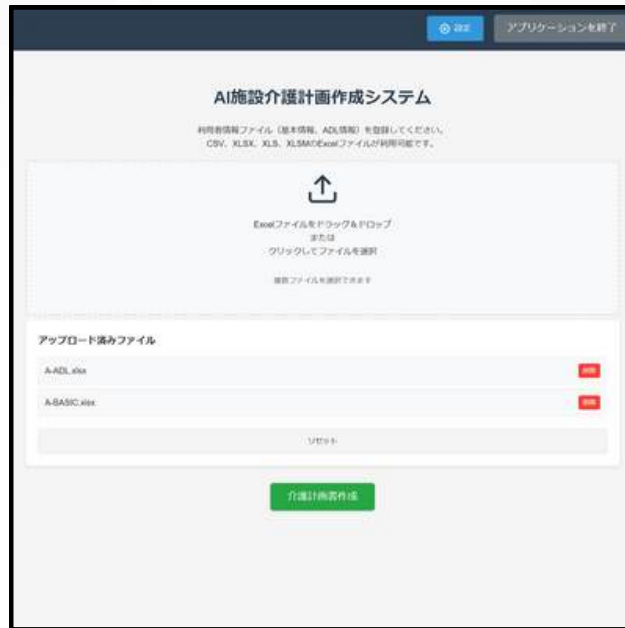 設定
アプリケーションを終了
AI施設介護計画作成システム
利用者情報ファイル（基本情報、ADL情報）を登録してください。
CSV、XLSX、XLS、XLSMのExcelファイルが利用可能です。
Excelファイルをドラッグ&ドロップ
または
クリックしてファイルを選択
複数ファイルを選択できます
アップロード済みファイル
A-ADL.xlsx
削除
A-BASIC.xlsx
削除
リセット
介護計画書作成